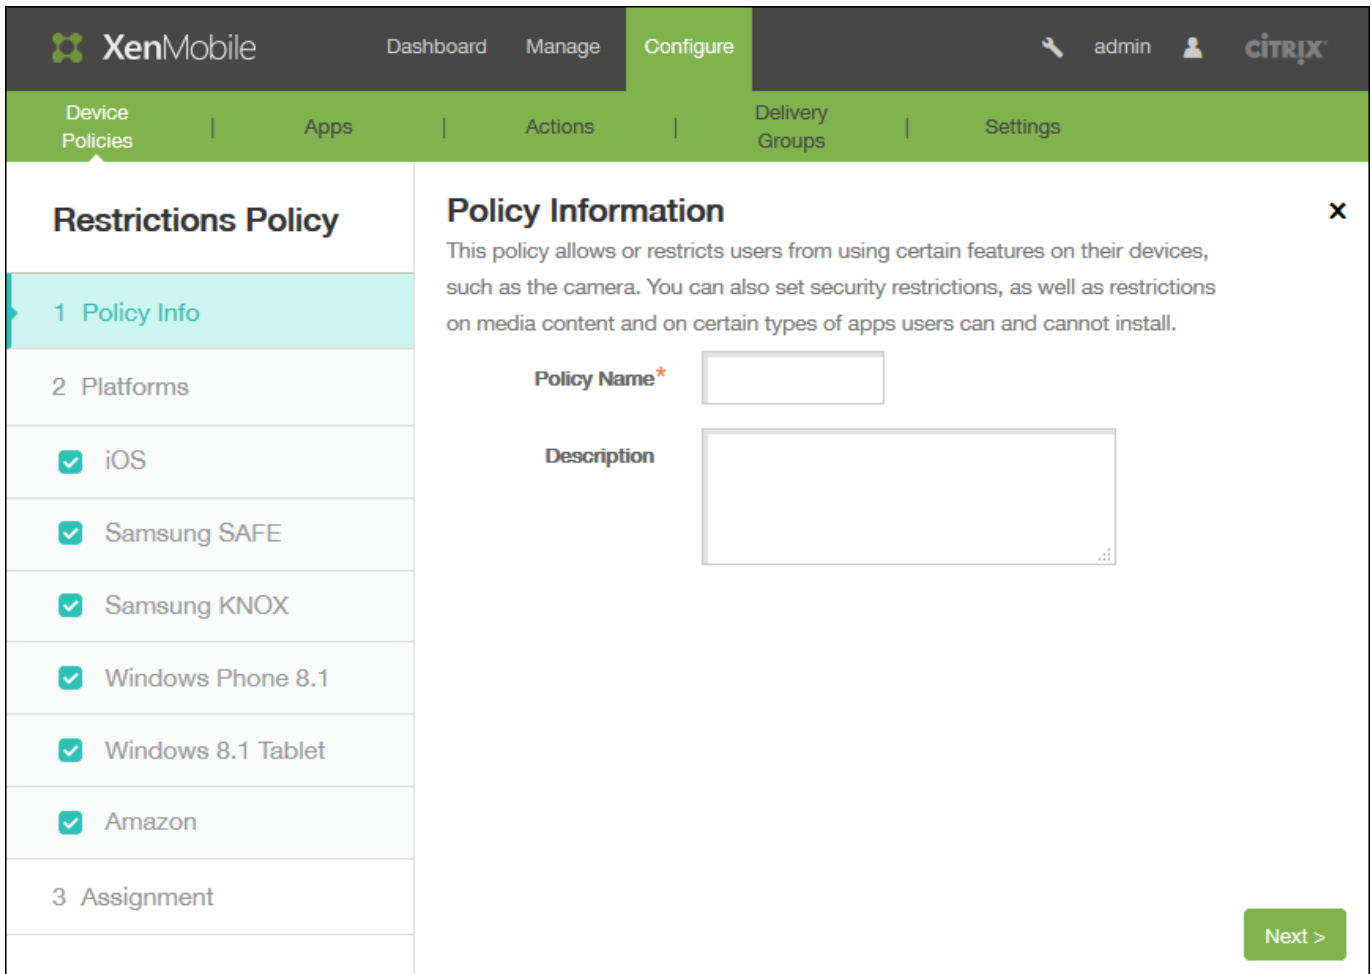 XenMobile Dashboard Manage Configure admin CITRIX
Device Policies | Apps | Actions | Delivery Groups | Settings
Restrictions Policy
1 Policy Info
2 Platforms
iOS
Samsung SAFE
Samsung KNOX
Windows Phone 8.1
Windows 8.1 Tablet
Amazon
3 Assignment
Policy Information
This policy allows or restricts users from using certain features on their devices,
such as the camera. You can also set security restrictions, as well as restrictions
on media content and on certain types of apps users can and cannot install.
Policy Name*
Description
Next >